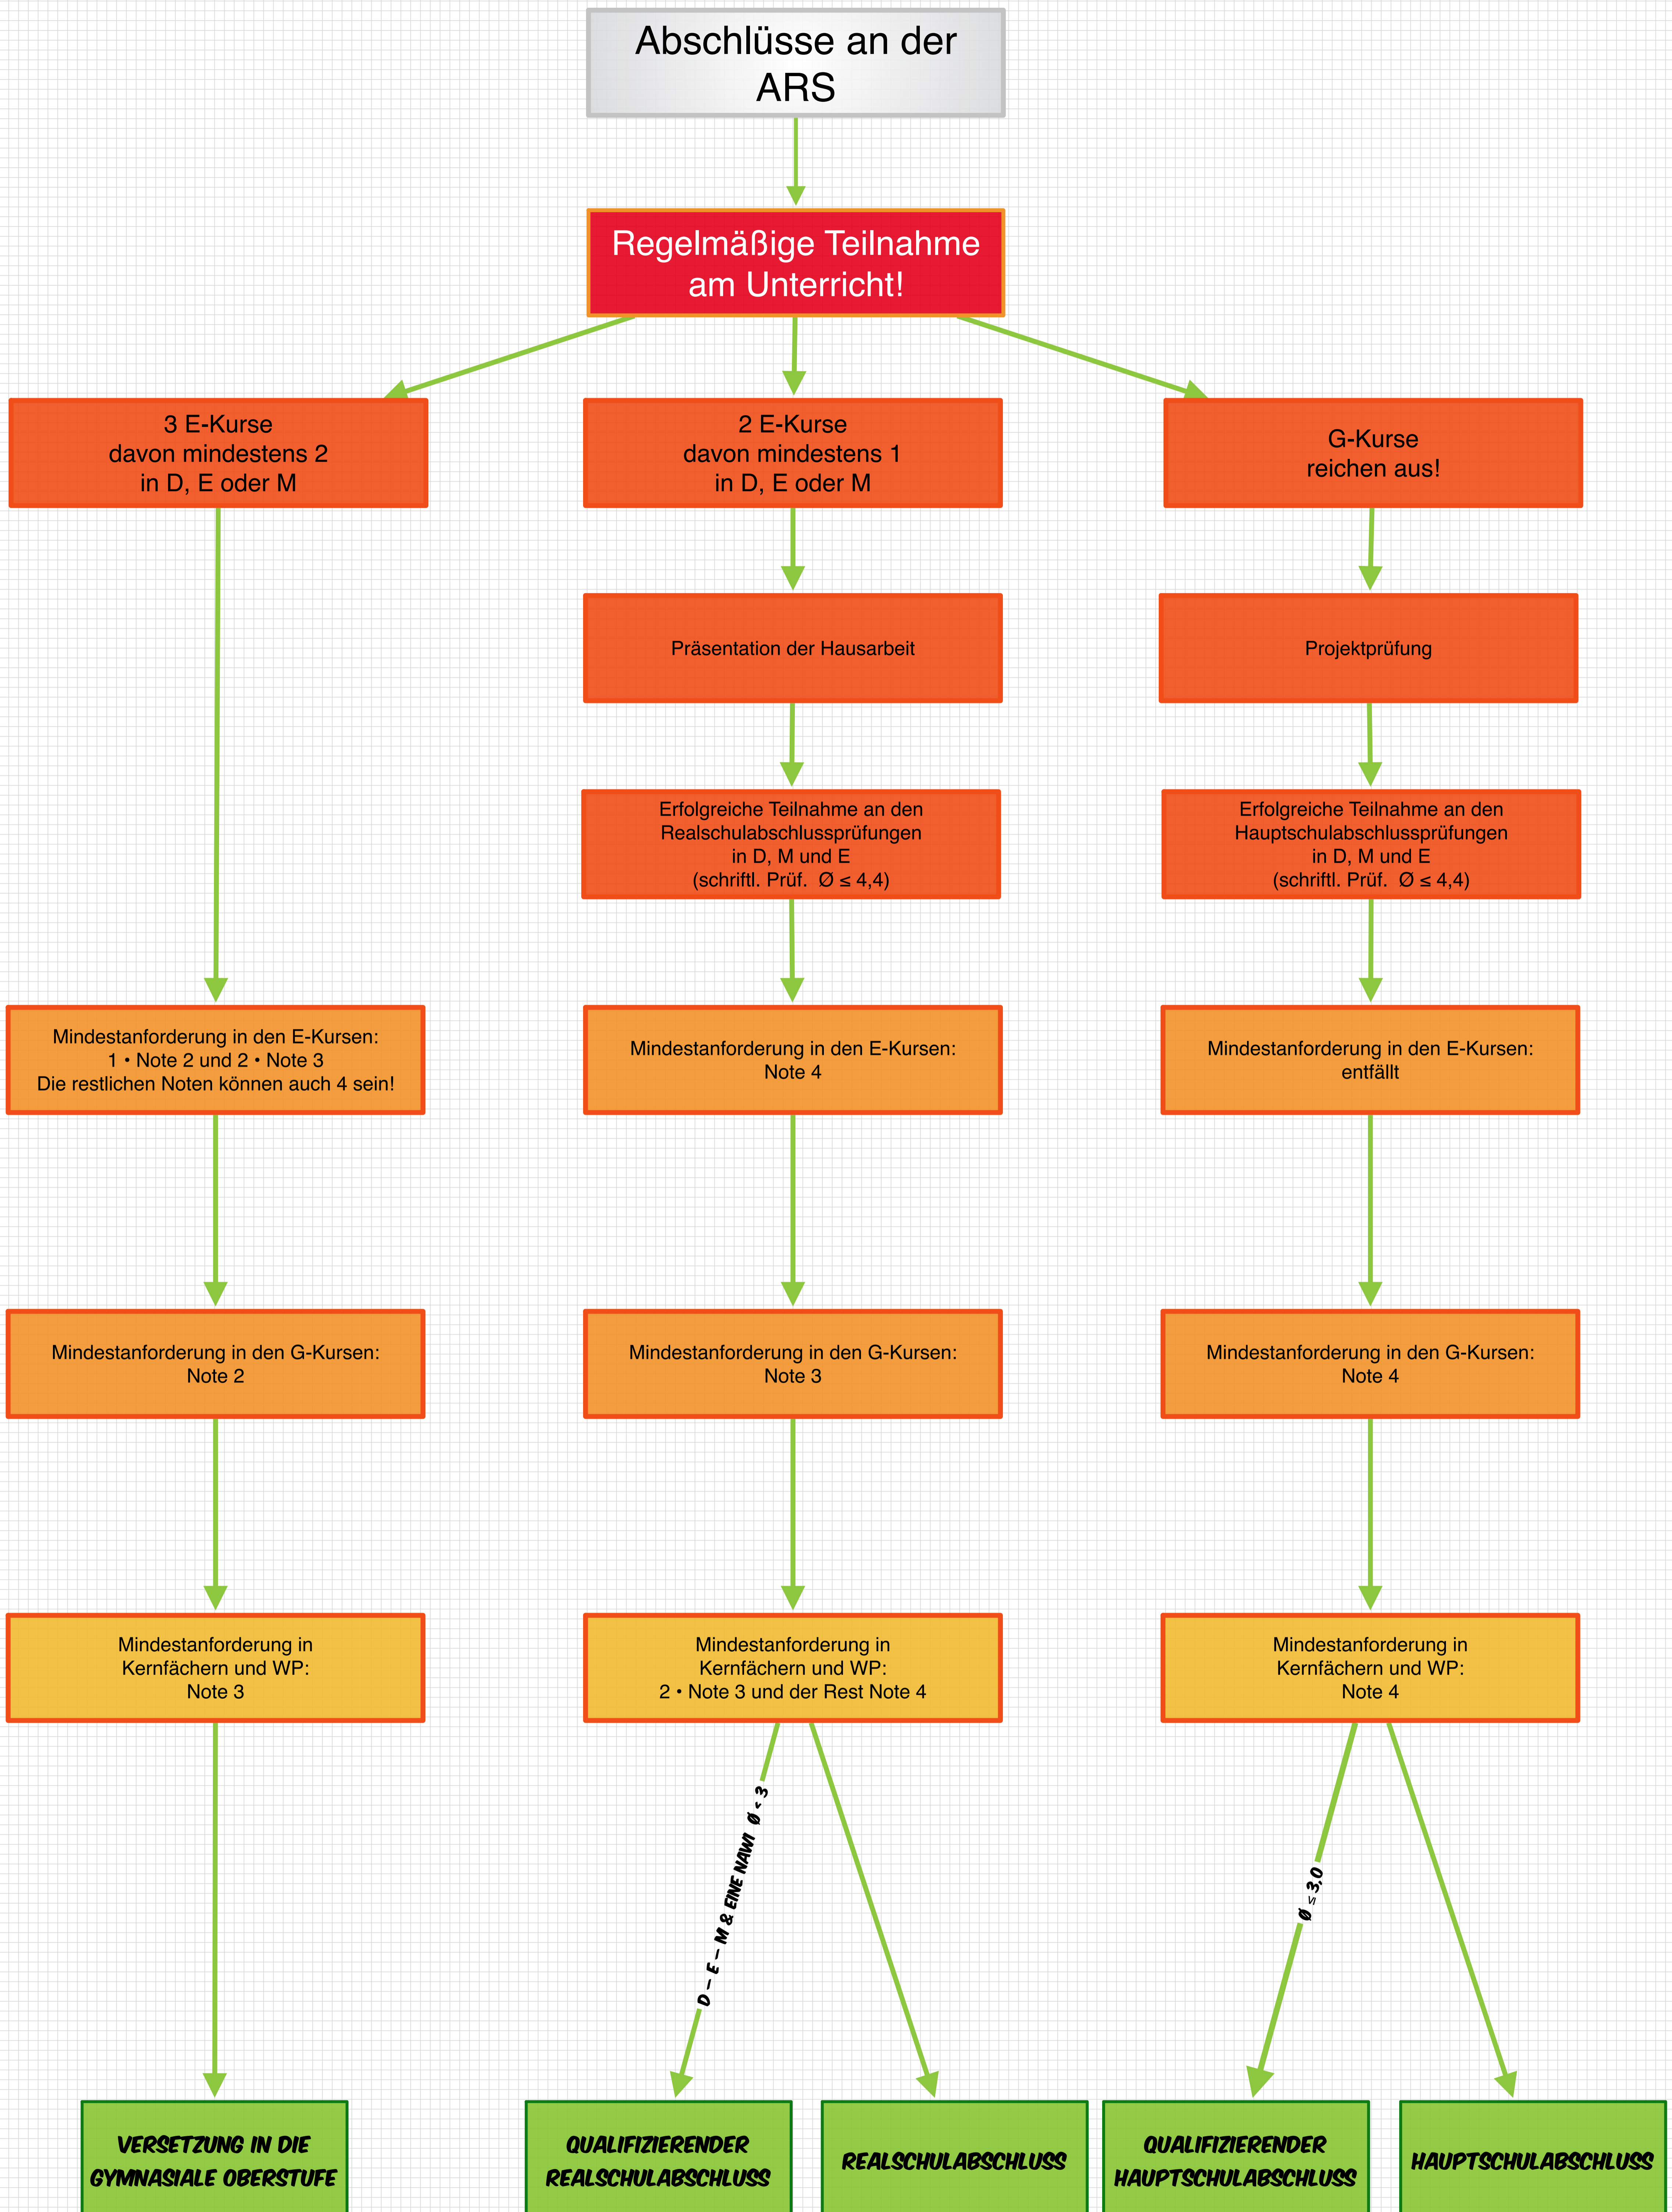 Abschlüsse an der
ARS
Regelmäßige Teilnahme
am Unterricht!
3 E-Kurse
davon mindestens 2
in D, E oder M
2 E-Kurse
davon mindestens 1
in D, E oder M
G-Kurse
reichen aus!
Präsentation der Hausarbeit
Projektprüfung
Erfolgreiche Teilnahme an den
Realschulabschlussprüfungen
in D, M und E
(schriftl. Prüf.  Ø ≤ 4,4)
Erfolgreiche Teilnahme an den
Hauptschulabschlussprüfungen
in D, M und E
(schriftl. Prüf.  Ø ≤ 4,4)
Mindestanforderung in den E-Kursen:
1 • Note 2 und 2 • Note 3
Die restlichen Noten können auch 4 sein!
Mindestanforderung in den E-Kursen:
Note 4
Mindestanforderung in den E-Kursen:
entfällt
Mindestanforderung in den G-Kursen:
Note 2
Mindestanforderung in den G-Kursen:
Note 3
Mindestanforderung in den G-Kursen:
Note 4
Mindestanforderung in
Kernfächern und WP:
Note 3
Mindestanforderung in
Kernfächern und WP:
2 • Note 3 und der Rest Note 4
Mindestanforderung in
Kernfächern und WP:
Note 4
D – E – M & EINE NAWI Ø < 3
Ø ≤ 3,0
VERSETZUNG IN DIE
GYMNASIALE OBERSTUFE
QUALIFIZIERENDER
REALSCHULABSCHLUSS
REALSCHULABSCHLUSS
QUALIFIZIERENDER
HAUPTSCHULABSCHLUSS
HAUPTSCHULABSCHLUSS